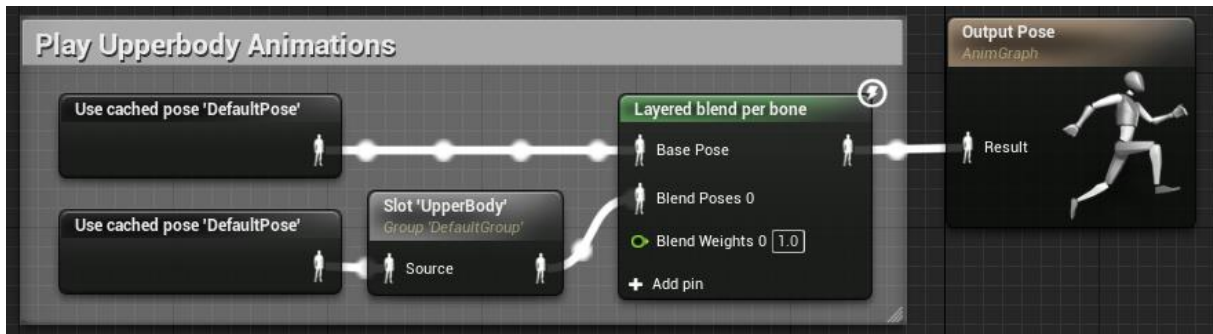 Play Upperbody Animations
Use cached pose 'DefaultPose'
Use cached pose 'DefaultPose'
Slot 'UpperBody'
Group 'DefaultGroup'
Source
Layered blend per bone
Base Pose
Blend Poses 0
Blend Weights 0 1.0
Add pin
Output Pose
AnimGraph
Result